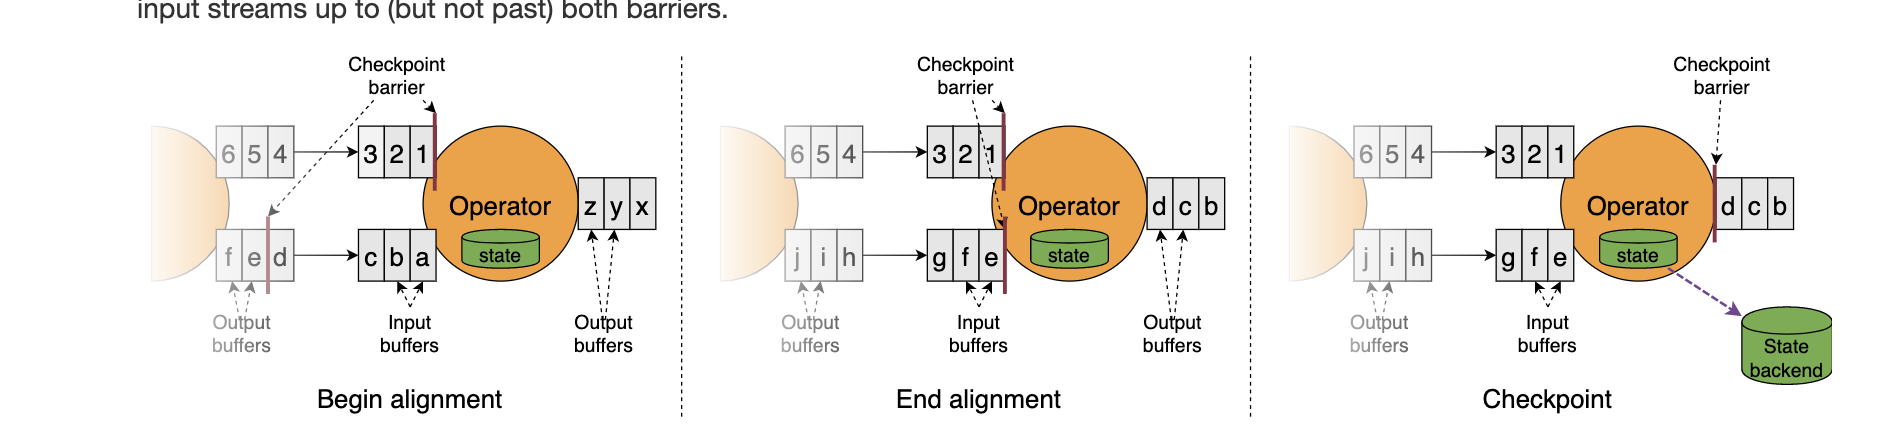 input streams up to (but not past) both barriers.
Checkpoint
barrier
6 5 4
3 2 1
Operator
state
z y x
f e d
c b a
Output
buffers
Input
buffers
Output
buffers
Begin alignment
Checkpoint
barrier
6 5 4
3 2 1
Operator
state
d c b
j i h
g f e
Output
buffers
Input
buffers
Output
buffers
End alignment
Checkpoint
barrier
6 5 4
3 2 1
Operator
state
d c b
j i h
g f e
Output
buffers
Input
buffers
State
backend
Checkpoint